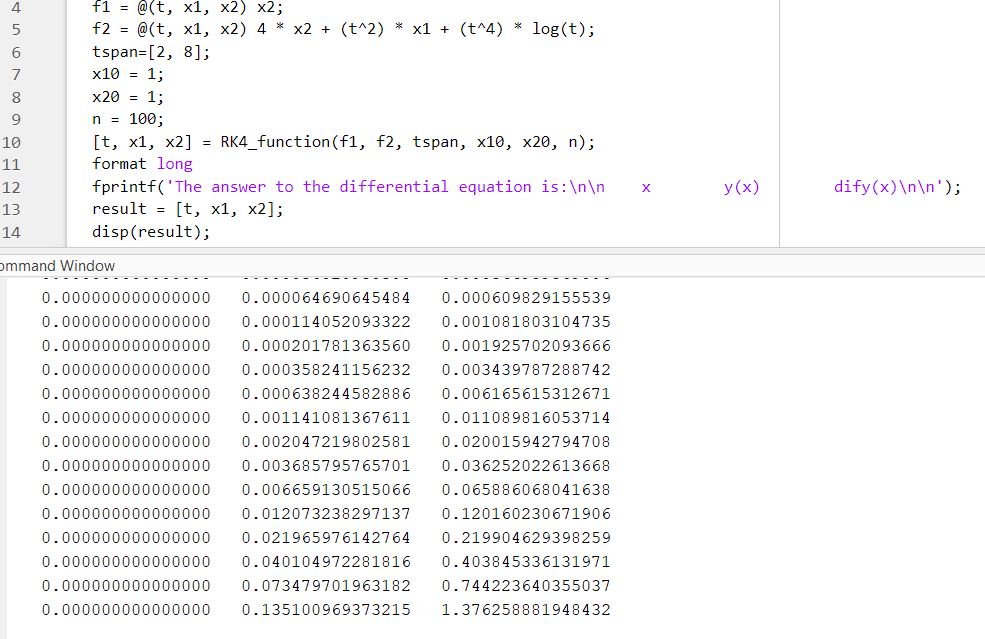 4 f1 = @(t, x1, x2) x2;
5 f2 = @(t, x1, x2) 4 * x2 + (t^2) * x1 + (t^4) * log(t);
6 tspan=[2, 8];
7 x10 = 1;
8 x20 = 1;
9 n = 100;
10 [t, x1, x2] = RK4_function(f1, f2, tspan, x10, x20, n);
11 format long
12 fprintf('The answer to the differential equation is:\n\n x y(x) dify(x)\n\n');
13 result = [t, x1, x2];
14 disp(result);
ommand Window
0.000000000000000 0.000064690645484 0.000609829155539
0.000000000000000 0.000114052093322 0.001081803104735
0.000000000000000 0.000201781363560 0.001925702093666
0.000000000000000 0.000358241156232 0.003439787288742
0.000000000000000 0.000638244582886 0.006165615312671
0.000000000000000 0.001141081367611 0.011089816053714
0.000000000000000 0.002047219802581 0.020015942794708
0.000000000000000 0.003685795765701 0.036252022613668
0.000000000000000 0.006659130515066 0.065886068041638
0.000000000000000 0.012073238297137 0.120160230671906
0.000000000000000 0.021965976142764 0.219904629398259
0.000000000000000 0.040104972281816 0.403845336131971
0.000000000000000 0.073479701963182 0.744223640355037
0.000000000000000 0.135100969373215 1.376258881948432